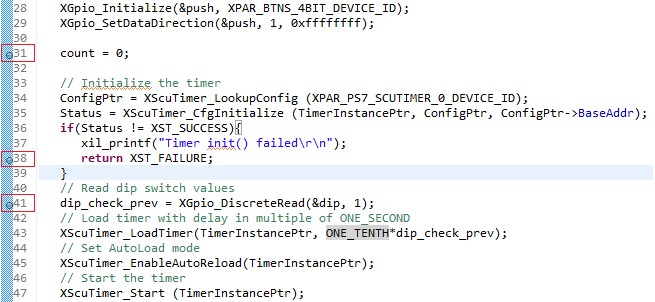 28 XGpio_Initialize(&push, XPAR_BTNS_4BIT_DEVICE_ID);
29 XGpio_SetDataDirection(&push, 1, 0xffffffff);
30
31 count = 0;
32
33 // Initialize the timer
34 ConfigPtr = XScuTimer_LookupConfig (XPAR_PS7_SCUTIMER_0_DEVICE_ID);
35 Status = XScuTimer_CfgInitialize (TimerInstancePtr, ConfigPtr, ConfigPtr->BaseAddr);
36 if(Status != XST_SUCCESS){
37 xil_printf("Timer init() failed\r\n");
38 return XST_FAILURE;
39 }
40 // Read dip switch values
41 dip_check_prev = XGpio_DiscreteRead(&dip, 1);
42 // Load timer with delay in multiple of ONE_SECOND
43 XScuTimer_LoadTimer(TimerInstancePtr, ONE_TENTH*dip_check_prev);
44 // Set AutoLoad mode
45 XScuTimer_EnableAutoReload(TimerInstancePtr);
46 // Start the timer
47 XScuTimer_Start (TimerInstancePtr);